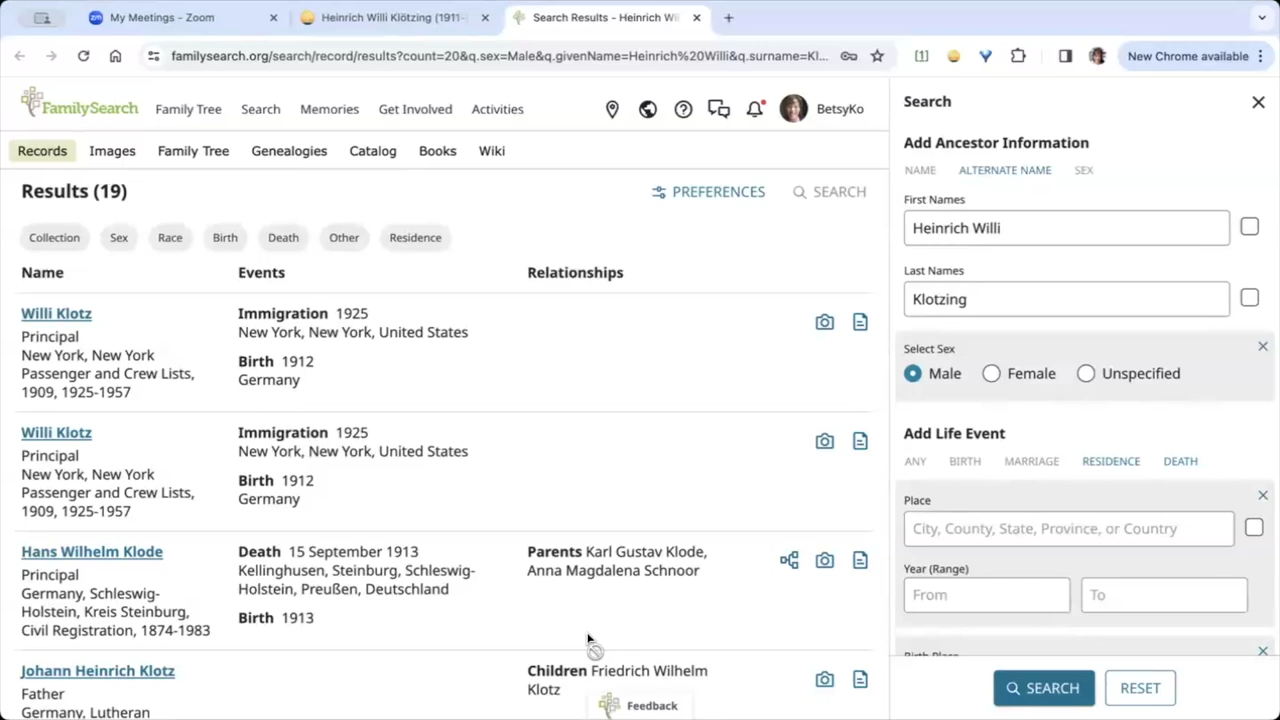 My Meetings - Zoom
Heinrich Willi Klötzing (1911-
Search Results - Heinrich Wi
familysearch.org/search/record/results?count=20&q.sex=Male&q.givenName=Heinrich%20Willi&q.surname=Kl...
[1]
New Chrome available
FamilySearch
Family Tree
Search
Memories
Get Involved
Activities
BetsyKo
Records
Images
Family Tree
Genealogies
Catalog
Books
Wiki
Results (19)
PREFERENCES
SEARCH
Collection
Sex
Race
Birth
Death
Other
Residence
Name
Events
Relationships
Willi Klotz
Principal
New York, New York
Passenger and Crew Lists,
1909, 1925-1957
Immigration 1925
New York, New York, United States
Birth 1912
Germany
Willi Klotz
Principal
New York, New York
Passenger and Crew Lists,
1909, 1925-1957
Immigration 1925
New York, New York, United States
Birth 1912
Germany
Hans Wilhelm Klode
Principal
Germany, Schleswig-
Holstein, Kreis Steinburg,
Civil Registration, 1874-1983
Death 15 September 1913
Kellinghusen, Steinburg, Schleswig-
Holstein, Preußen, Deutschland
Birth 1913
Parents Karl Gustav Klode,
Anna Magdalena Schnoor
Johann Heinrich Klotz
Father
Germany, Lutheran
Children Friedrich Wilhelm
Klotz
Feedback
Search
Add Ancestor Information
NAME
ALTERNATE NAME
SEX
First Names
Heinrich Willi
Last Names
Klotzing
Select Sex
Male
Female
Unspecified
Add Life Event
ANY
BIRTH
MARRIAGE
RESIDENCE
DEATH
Place
City, County, State, Province, or Country
Year (Range)
From
To
Birth Place
SEARCH
RESET